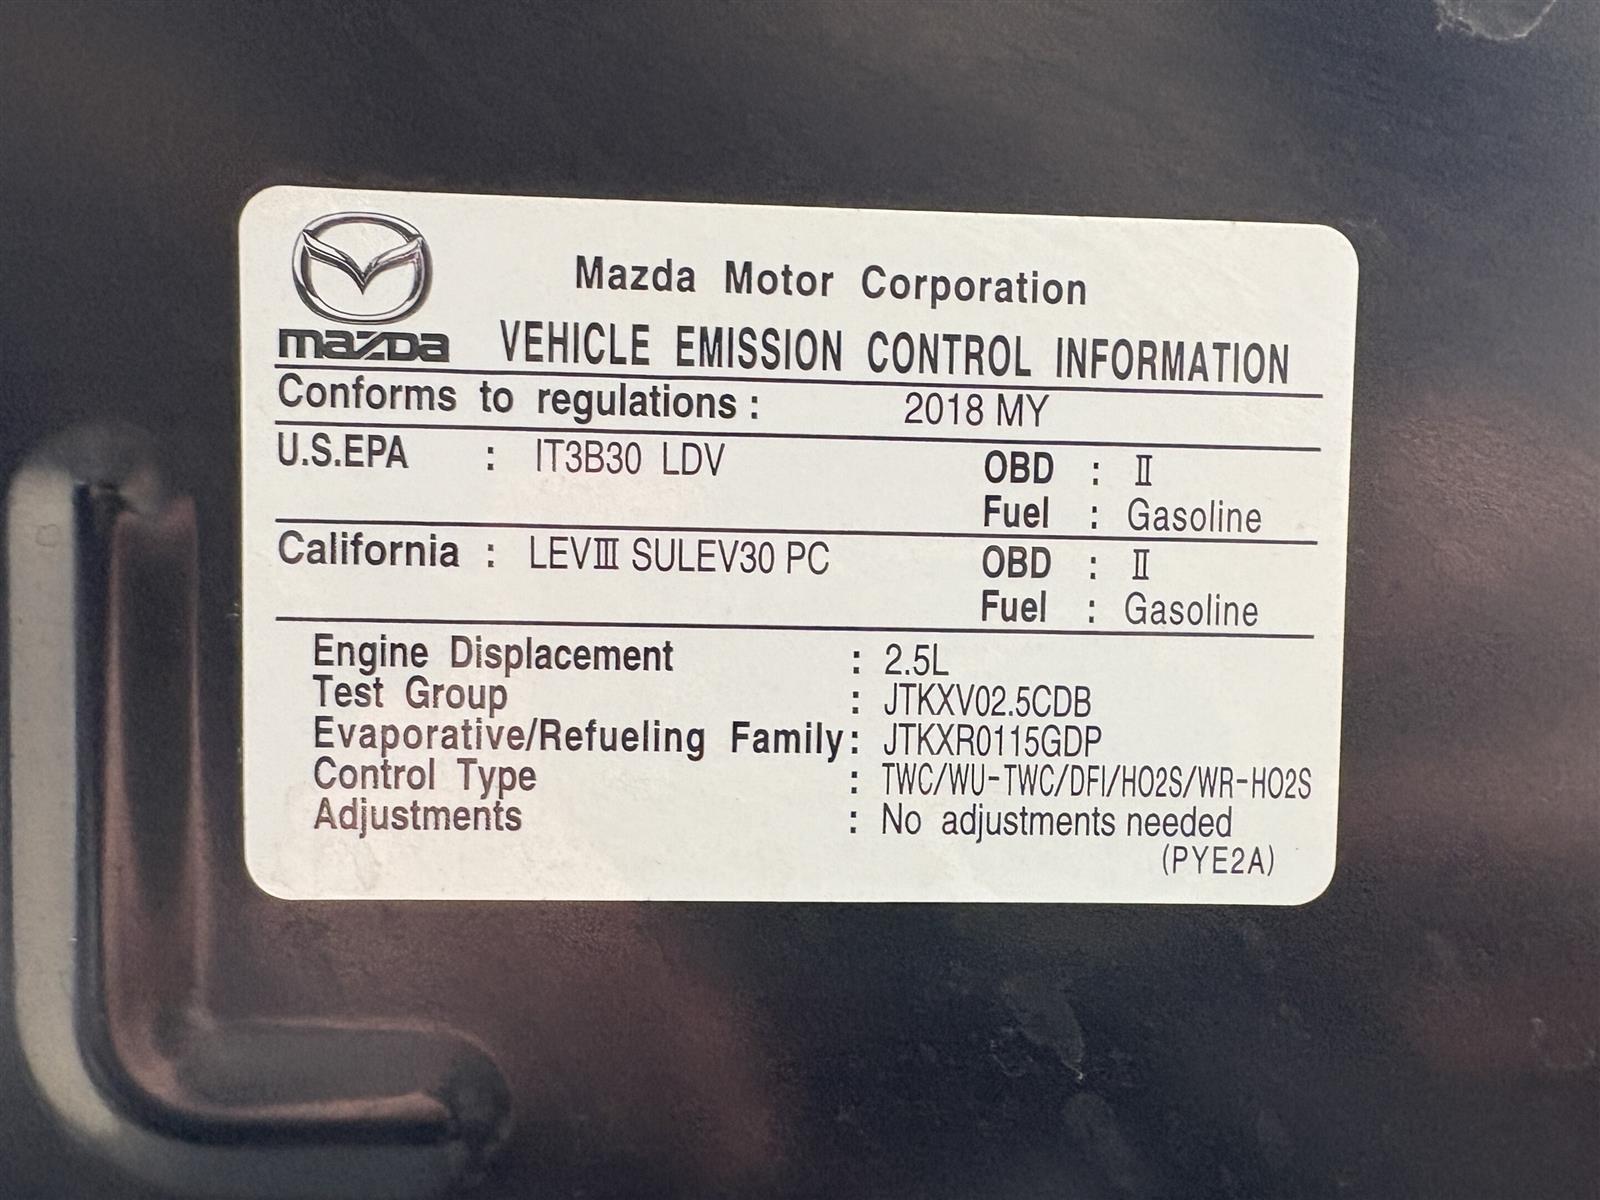 Mazda Motor Corporation
mazda VEHICLE EMISSION CONTROL INFORMATION
Conforms to regulations : 2018 MY
U.S.EPA : IT3B30 LDV OBD : Ⅱ
Fuel : Gasoline
California : LEVⅢ SULEV30 PC OBD : Ⅱ
Fuel : Gasoline
Engine Displacement : 2.5L
Test Group : JTKXV02.5CDB
Evaporative/Refueling Family : JTKXR0115GDP
Control Type : TWC/WU-TWC/DFI/HO2S/WR-HO2S
Adjustments : No adjustments needed
(PYE2A)